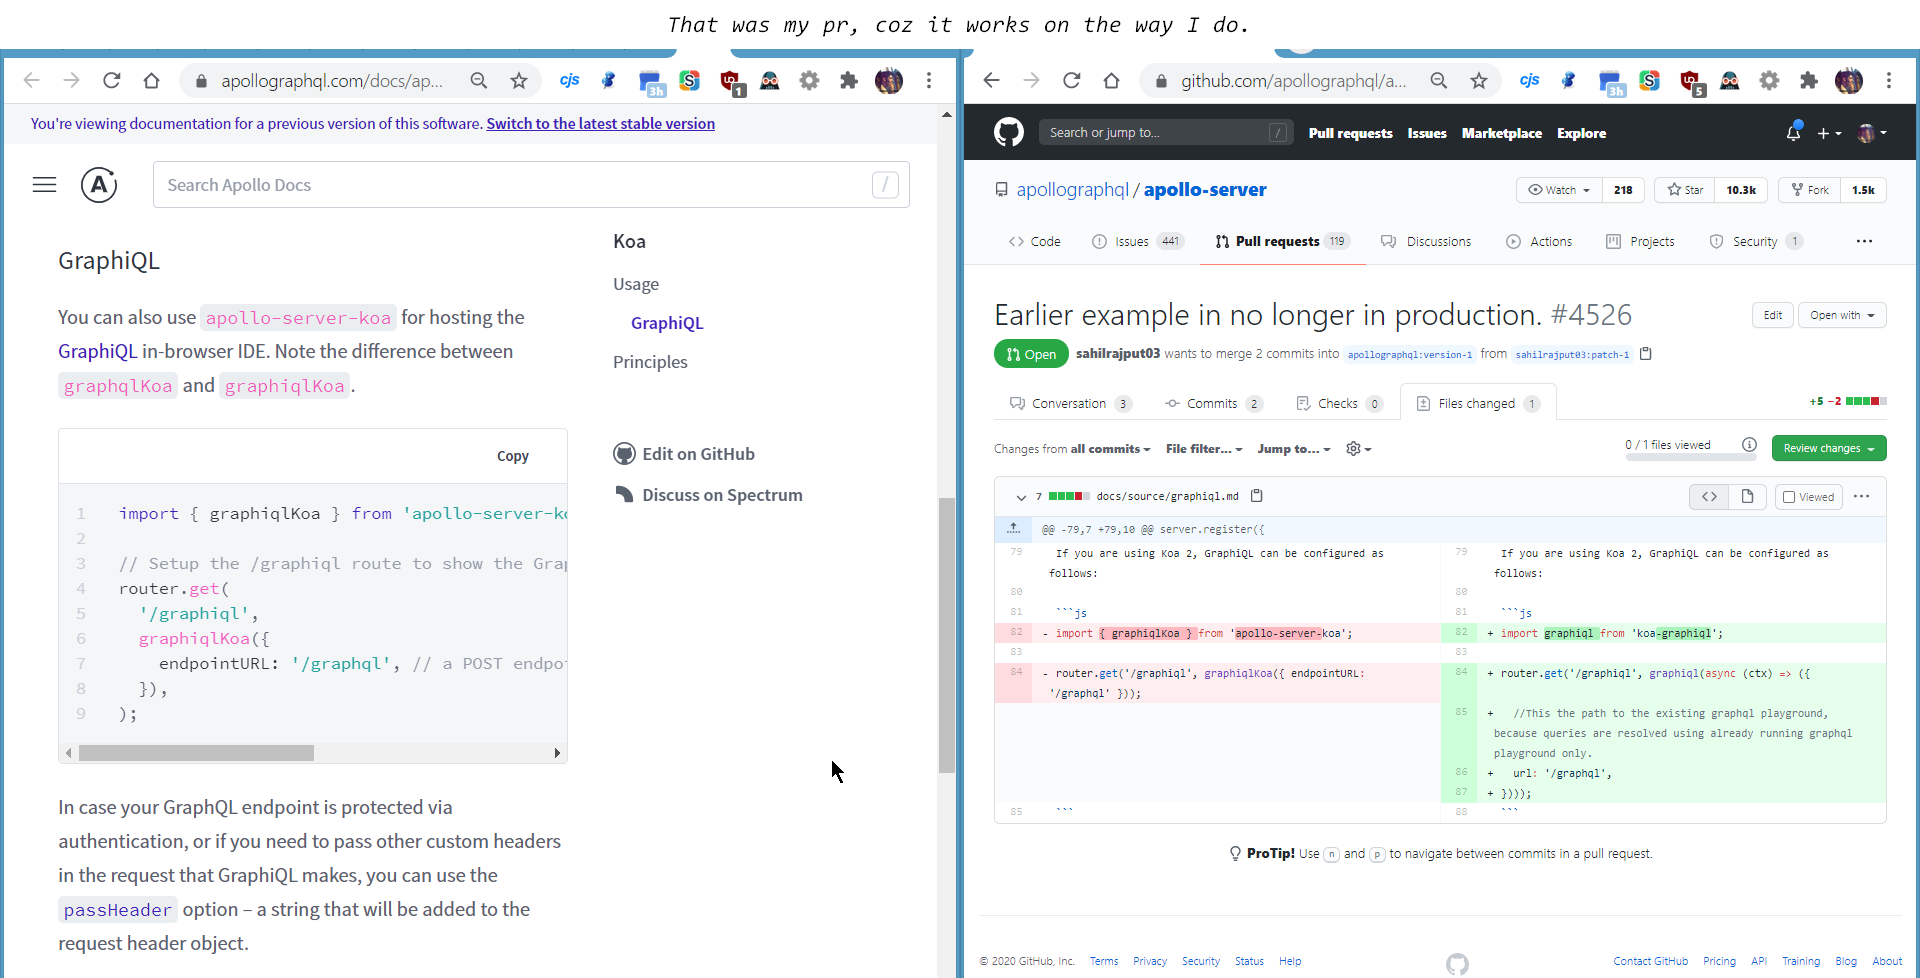 That was my pr, coz it works on the way I do.
apollographql.com/docs/ap...
cjs
3h
1
You're viewing documentation for a previous version of this software. Switch to the latest stable version
Search Apollo Docs
/
GraphiQL
You can also use apollo-server-koa for hosting the
GraphiQL in-browser IDE. Note the difference between
graphqlKoa and graphiqlKoa.
Copy
1 import { graphiqlKoa } from 'apollo-server-ko
2
3 // Setup the /graphiql route to show the Grap
4 router.get(
5 '/graphiql',
6 graphiqlKoa({
7 endpointURL: '/graphql', // a POST endpoi
8 }),
9 );
In case your GraphQL endpoint is protected via
authentication, or if you need to pass other custom headers
in the request that GraphiQL makes, you can use the
passHeader option – a string that will be added to the
request header object.
Koa
Usage
GraphiQL
Principles
Edit on GitHub
Discuss on Spectrum
github.com/apollographql/a...
cjs
3h
5
Search or jump to...
/
Pull requests Issues Marketplace Explore
apollographql / apollo-server
Watch 218 Star 10.3k Fork 1.5k
Code Issues 441 Pull requests 119 Discussions Actions Projects Security 1
Earlier example in no longer in production. #4526
Edit Open with
Open sahilrajput03 wants to merge 2 commits into apollographql:version-1 from sahilrajput03:patch-1
Conversation 3 Commits 2 Checks 0 Files changed 1 +5 −2
Changes from all commits File filter... Jump to...
0 / 1 files viewed
Review changes
7 docs/source/graphiql.md
Viewed
@@ -79,7 +79,10 @@ server.register({
79 If you are using Koa 2, GraphiQL can be configured as
follows:
80
81 ```js
82 - import { graphiqlKoa } from 'apollo-server-koa';
83
84 - router.get('/graphiql', graphiqlKoa({ endpointURL:
'/graphql' }));
85 ```
79 If you are using Koa 2, GraphiQL can be configured as
follows:
80
81 ```js
82 + import graphiql from 'koa-graphiql';
83
84 + router.get('/graphiql', graphiql(async (ctx) => ({
85 + //This the path to the existing graphql playground,
because queries are resolved using already running graphql
playground only.
86 + url: '/graphql',
87 + })));
88 ```
ProTip! Use n and p to navigate between commits in a pull request.
© 2020 GitHub, Inc. Terms Privacy Security Status Help
Contact GitHub Pricing API Training Blog About